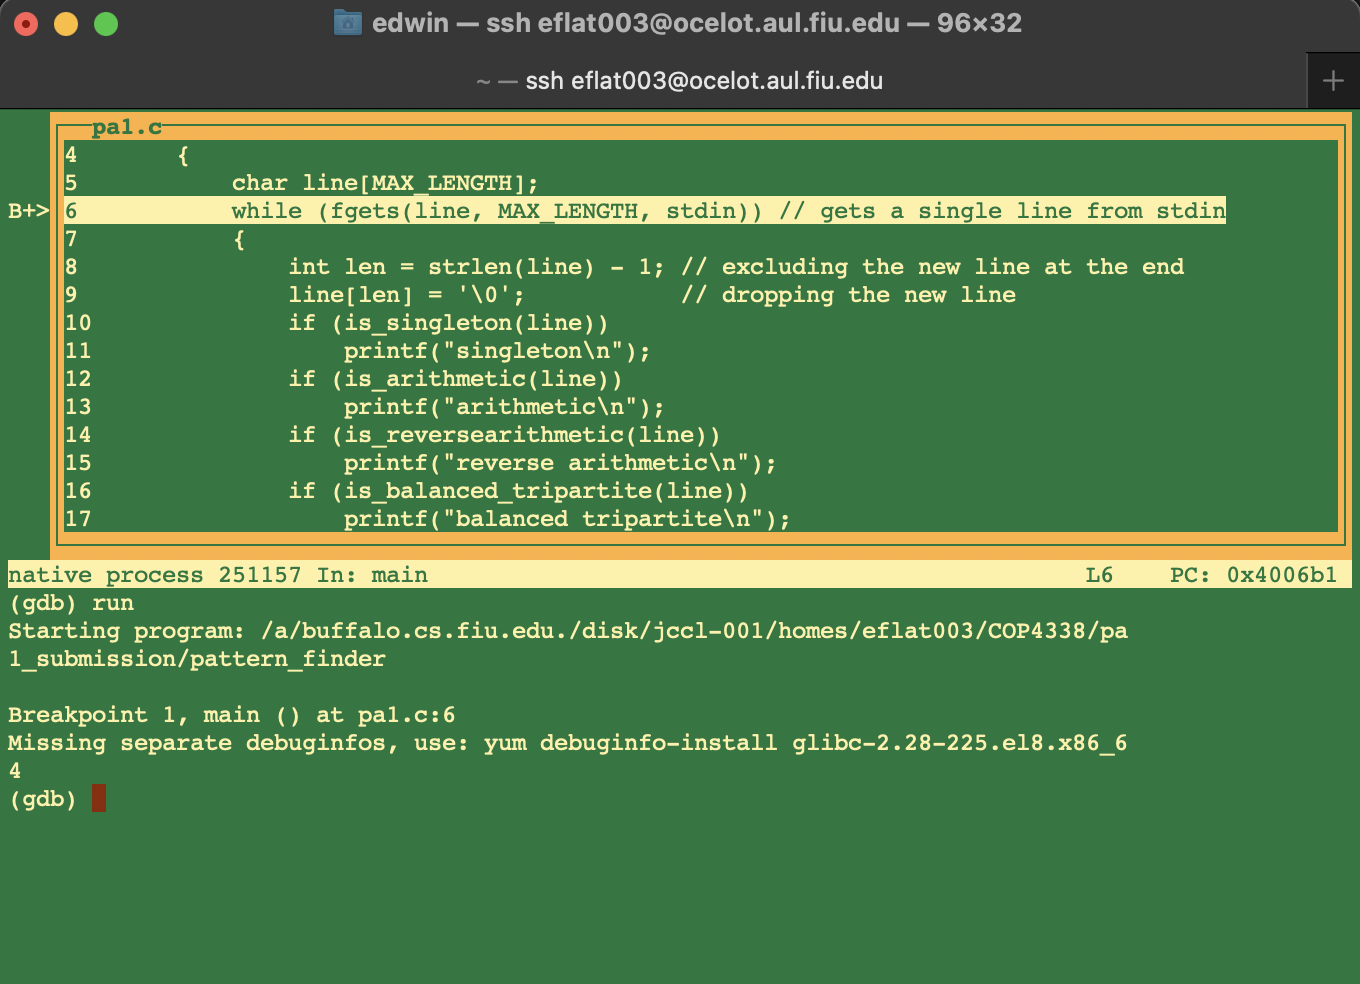 edwin — ssh eflat003@ocelot.aul.fiu.edu — 96×32
~ — ssh eflat003@ocelot.aul.fiu.edu
+
pa1.c
4 {
5 char line[MAX_LENGTH];
B+> 6 while (fgets(line, MAX_LENGTH, stdin)) // gets a single line from stdin
7 {
8 int len = strlen(line) - 1; // excluding the new line at the end
9 line[len] = '\0'; // dropping the new line
10 if (is_singleton(line))
11 printf("singleton\n");
12 if (is_arithmetic(line))
13 printf("arithmetic\n");
14 if (is_reversearithmetic(line))
15 printf("reverse arithmetic\n");
16 if (is_balanced_tripartite(line))
17 printf("balanced tripartite\n");
native process 251157 In: main L6 PC: 0x4006b1
(gdb) run
Starting program: /a/buffalo.cs.fiu.edu./disk/jccl-001/homes/eflat003/COP4338/pa
1_submission/pattern_finder
Breakpoint 1, main () at pa1.c:6
Missing separate debuginfos, use: yum debuginfo-install glibc-2.28-225.el8.x86_6
4
(gdb)